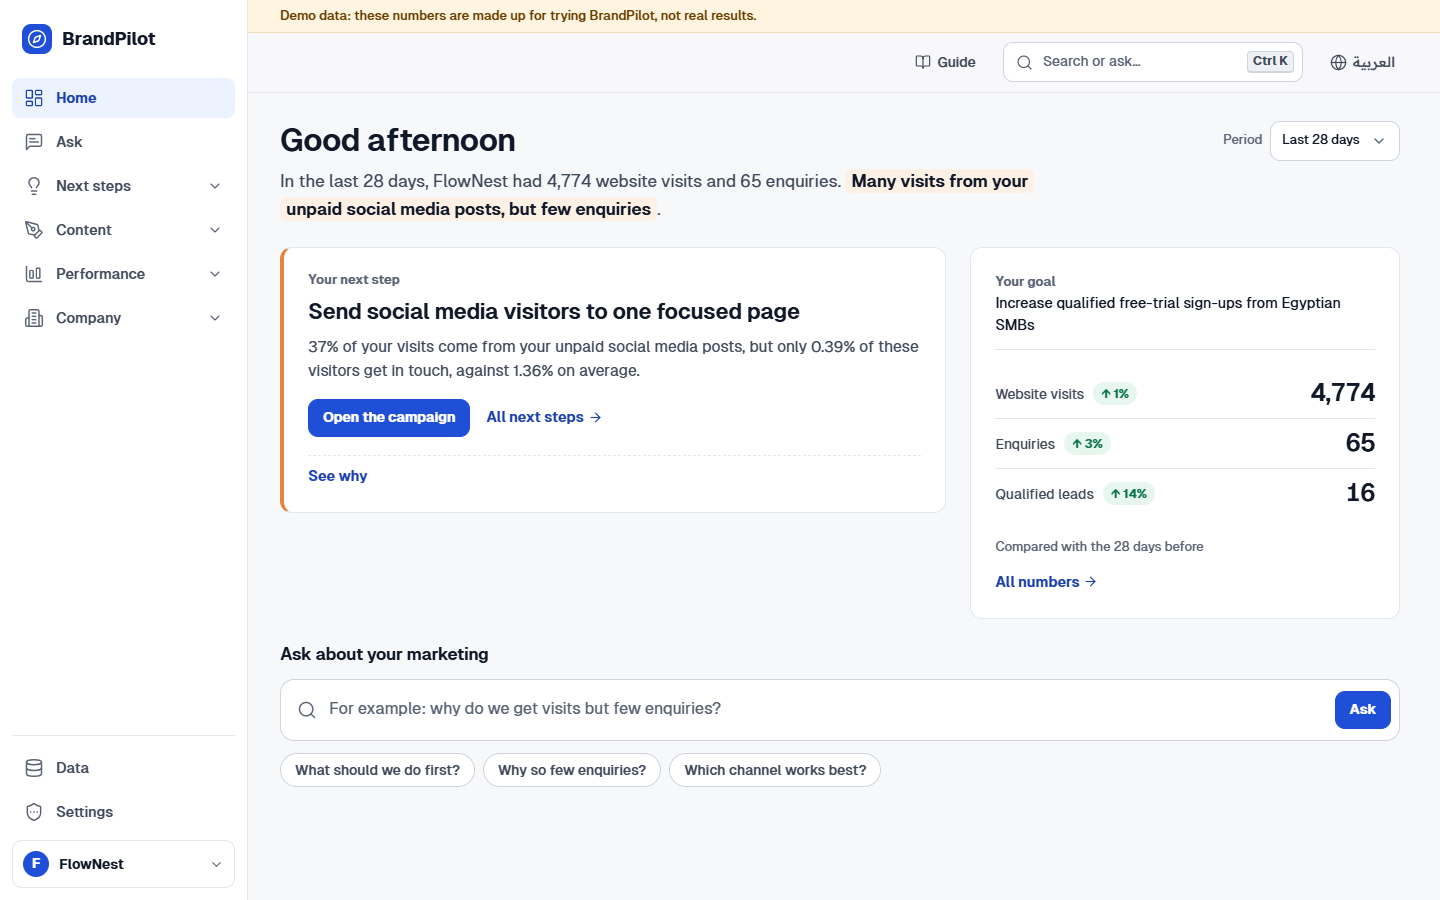 Demo data: these numbers are made up for trying BrandPilot, not real results.
BrandPilot
Guide
Search or ask...
Ctrl K
العربية
Home
Ask
Next steps
Content
Performance
Company
Good afternoon
Period
Last 28 days
In the last 28 days, FlowNest had 4,774 website visits and 65 enquiries. Many visits from your
unpaid social media posts, but few enquiries .
Your next step
Send social media visitors to one focused page
37% of your visits come from your unpaid social media posts, but only 0.39% of these
visitors get in touch, against 1.36% on average.
Open the campaign
All next steps →
See why
Your goal
Increase qualified free-trial sign-ups from Egyptian
SMBs
Website visits ↑ 1% 4,774
Enquiries ↑ 3% 65
Qualified leads ↑ 14% 16
Compared with the 28 days before
All numbers →
Ask about your marketing
For example: why do we get visits but few enquiries?
Ask
What should we do first?
Why so few enquiries?
Which channel works best?
Data
Settings
F FlowNest